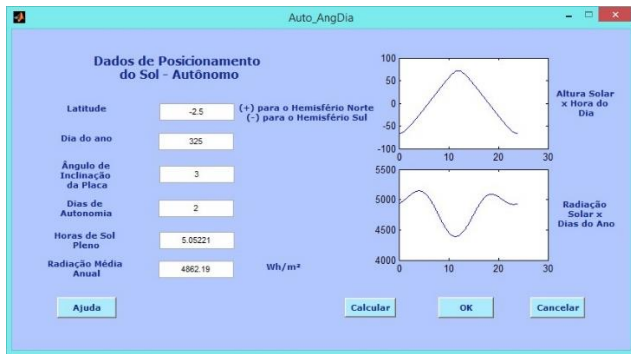 Auto_AngDia
Dados de Posicionamento
do Sol - Autônomo
Latitude
-2.5
(+) para o Hemisfério Norte
(-) para o Hemisfério Sul
Dia do ano
325
Ângulo de
Inclinação
da Placa
3
Dias de
Autonomia
2
Horas de Sol
Pleno
5.05221
Radiação Média
Anual
4862.19
Wh/m²
100
50
0
-50
-100
0
10
20
30
Altura Solar
x Hora do
Dia
5500
5000
4500
4000
0
10
20
30
Radiação
Solar x
Dias do Ano
Ajuda
Calcular
OK
Cancelar